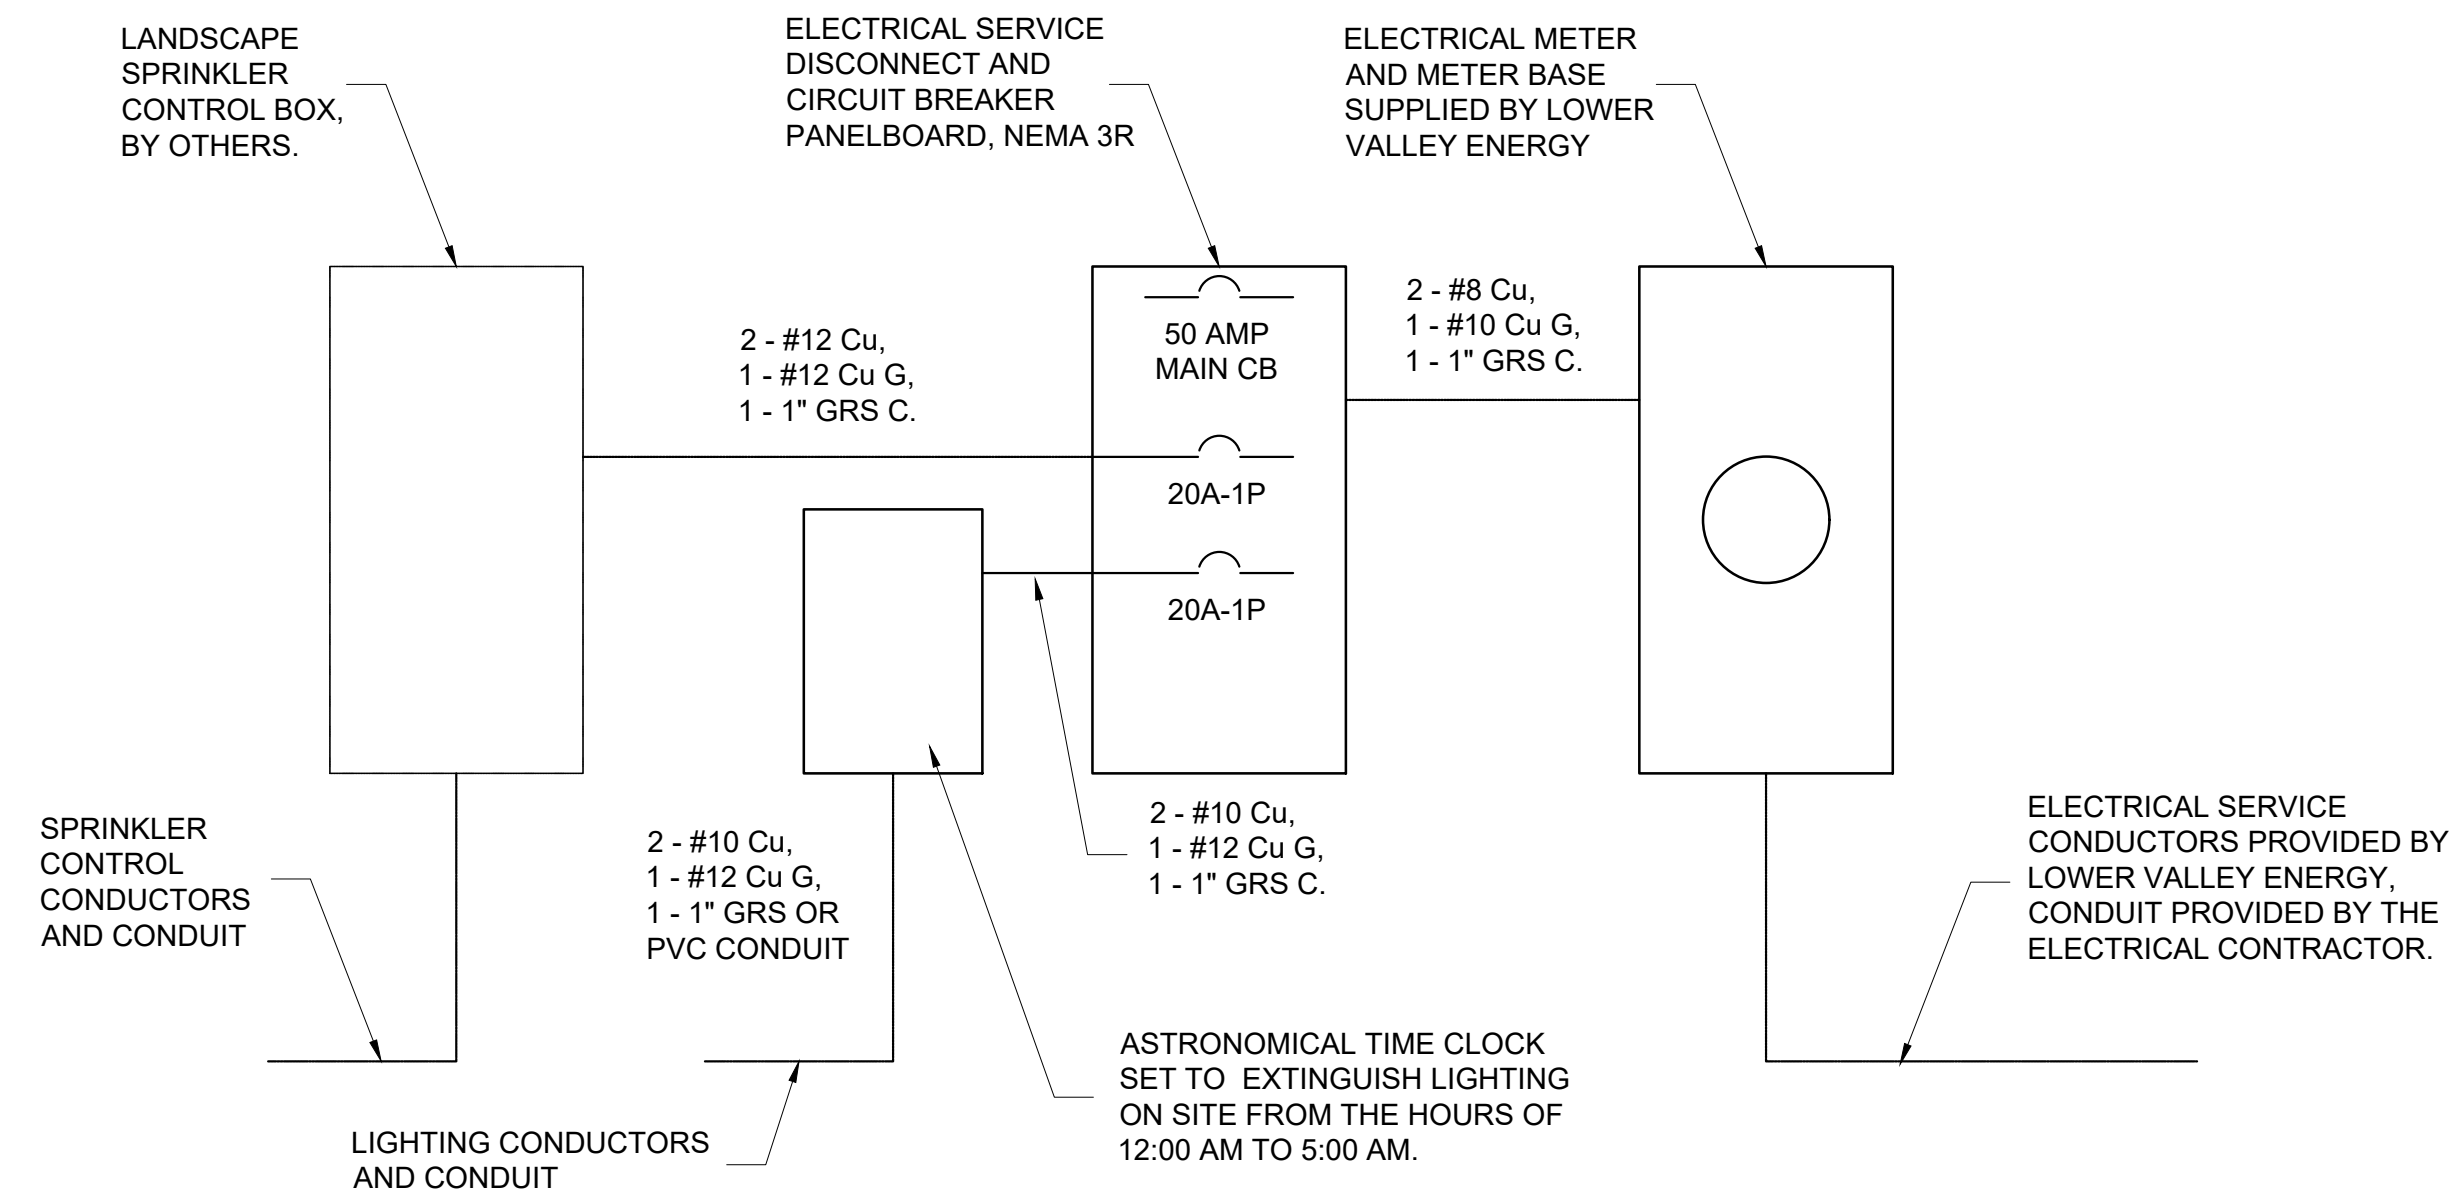 LANDSCAPE
SPRINKLER
CONTROL BOX,
BY OTHERS.
ELECTRICAL SERVICE
DISCONNECT AND
CIRCUIT BREAKER
PANELBOARD, NEMA 3R
ELECTRICAL METER
AND METER BASE
SUPPLIED BY LOWER
VALLEY ENERGY
2 - #12 Cu,
1 - #12 Cu G,
1 - 1" GRS C.
50 AMP
MAIN CB
20A-1P
20A-1P
2 - #8 Cu,
1 - #10 Cu G,
1 - 1" GRS C.
SPRINKLER
CONTROL
CONDUCTORS
AND CONDUIT
2 - #10 Cu,
1 - #12 Cu G,
1 - 1" GRS OR
PVC CONDUIT
2 - #10 Cu,
1 - #12 Cu G,
1 - 1" GRS C.
ELECTRICAL SERVICE
CONDUCTORS PROVIDED BY
LOWER VALLEY ENERGY,
CONDUIT PROVIDED BY THE
ELECTRICAL CONTRACTOR.
LIGHTING CONDUCTORS
AND CONDUIT
ASTRONOMICAL TIME CLOCK
SET TO  EXTINGUISH LIGHTING
ON SITE FROM THE HOURS OF
12:00 AM TO 5:00 AM.